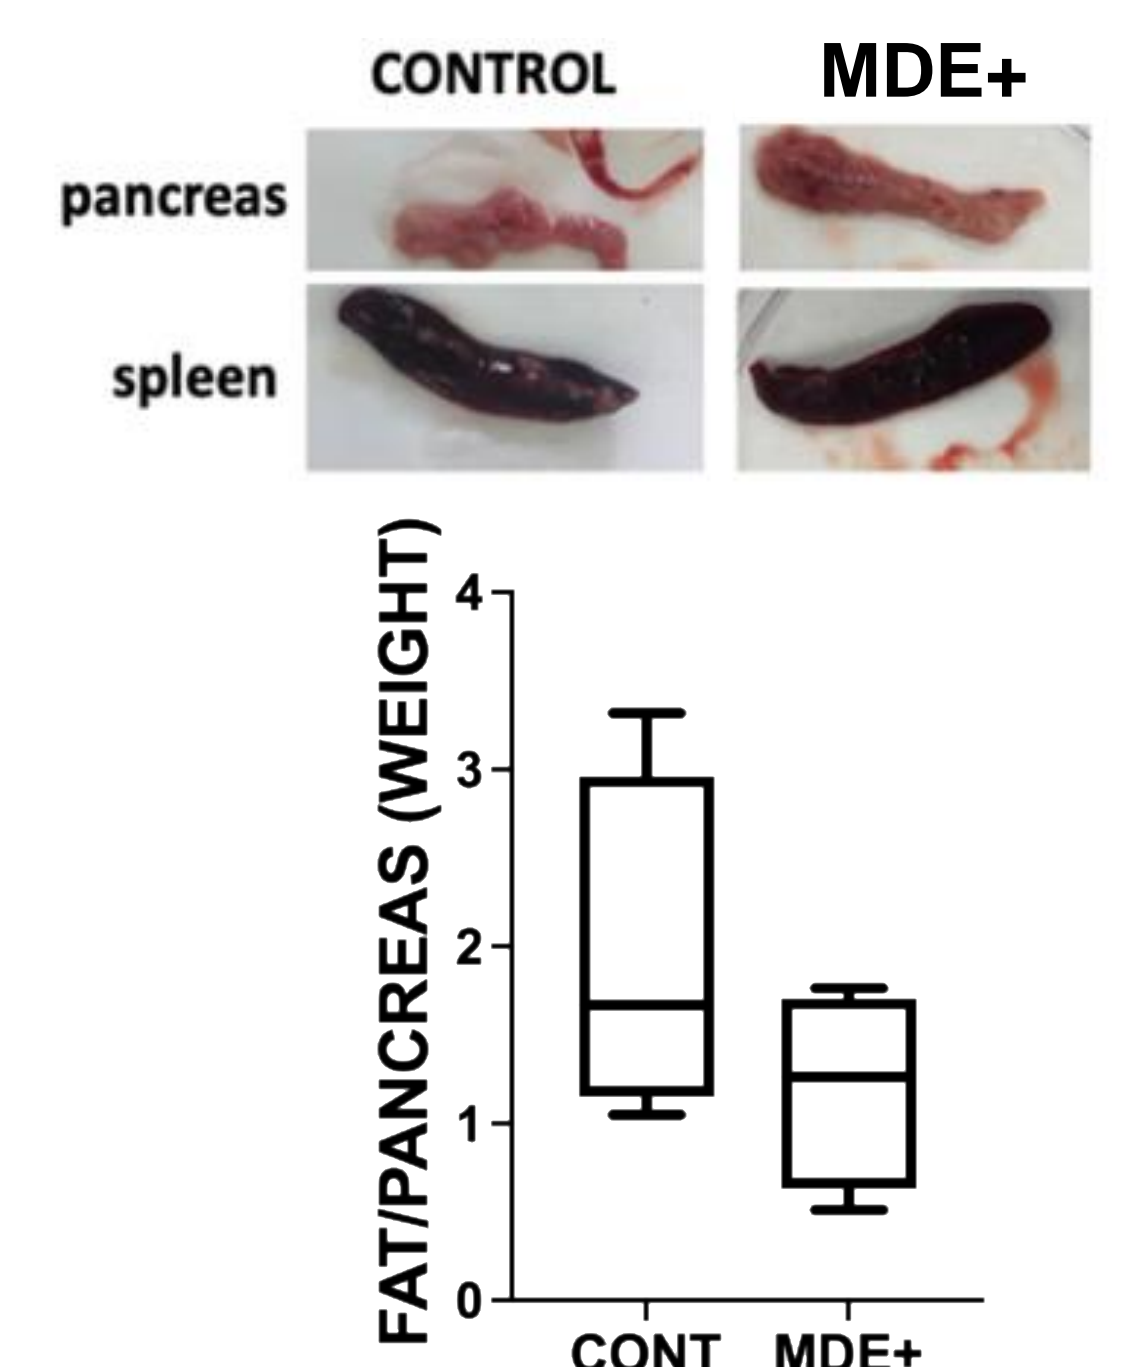 CONTROL
MDE+
pancreas
spleen
FAT/PANCREAS (WEIGHT)
4
3
2
1
0
CONT
MDE+